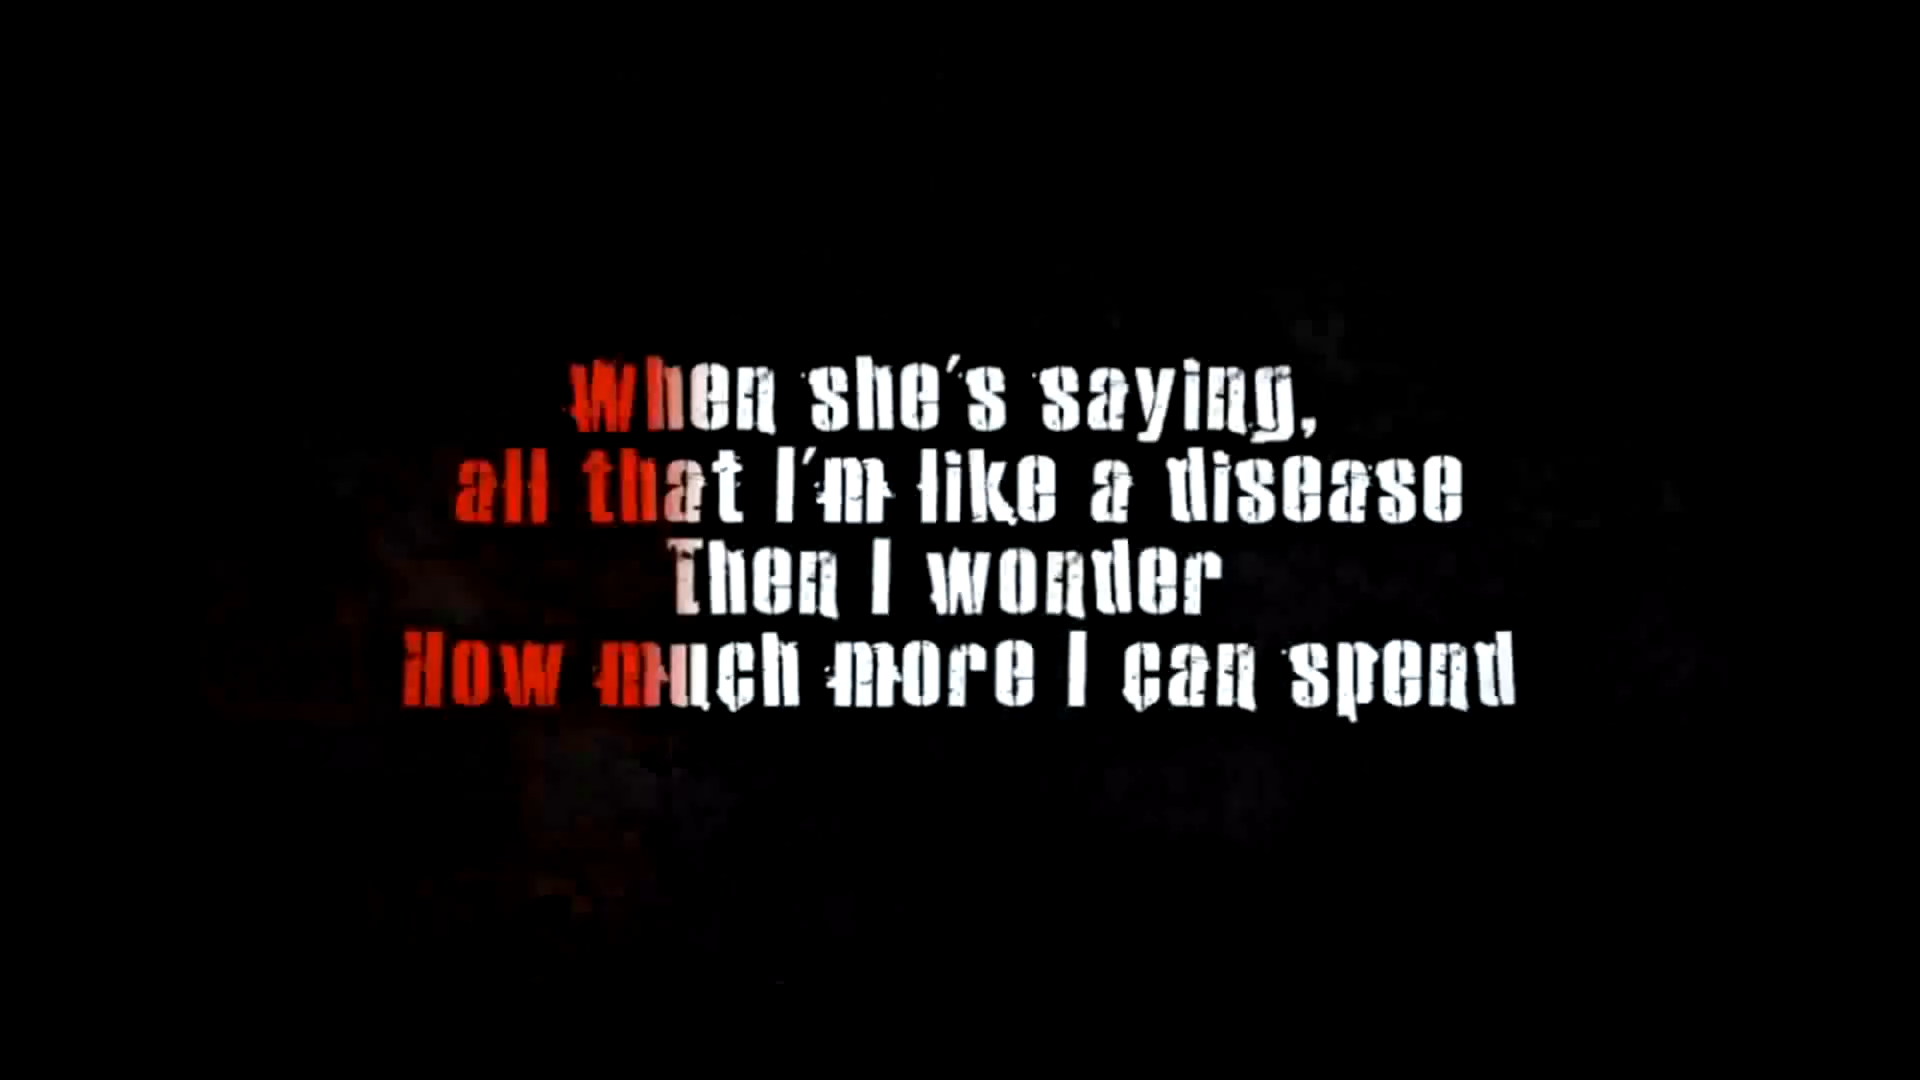 When she's saying,
all that I'm like a disease
Then I wonder
How much more I can spend